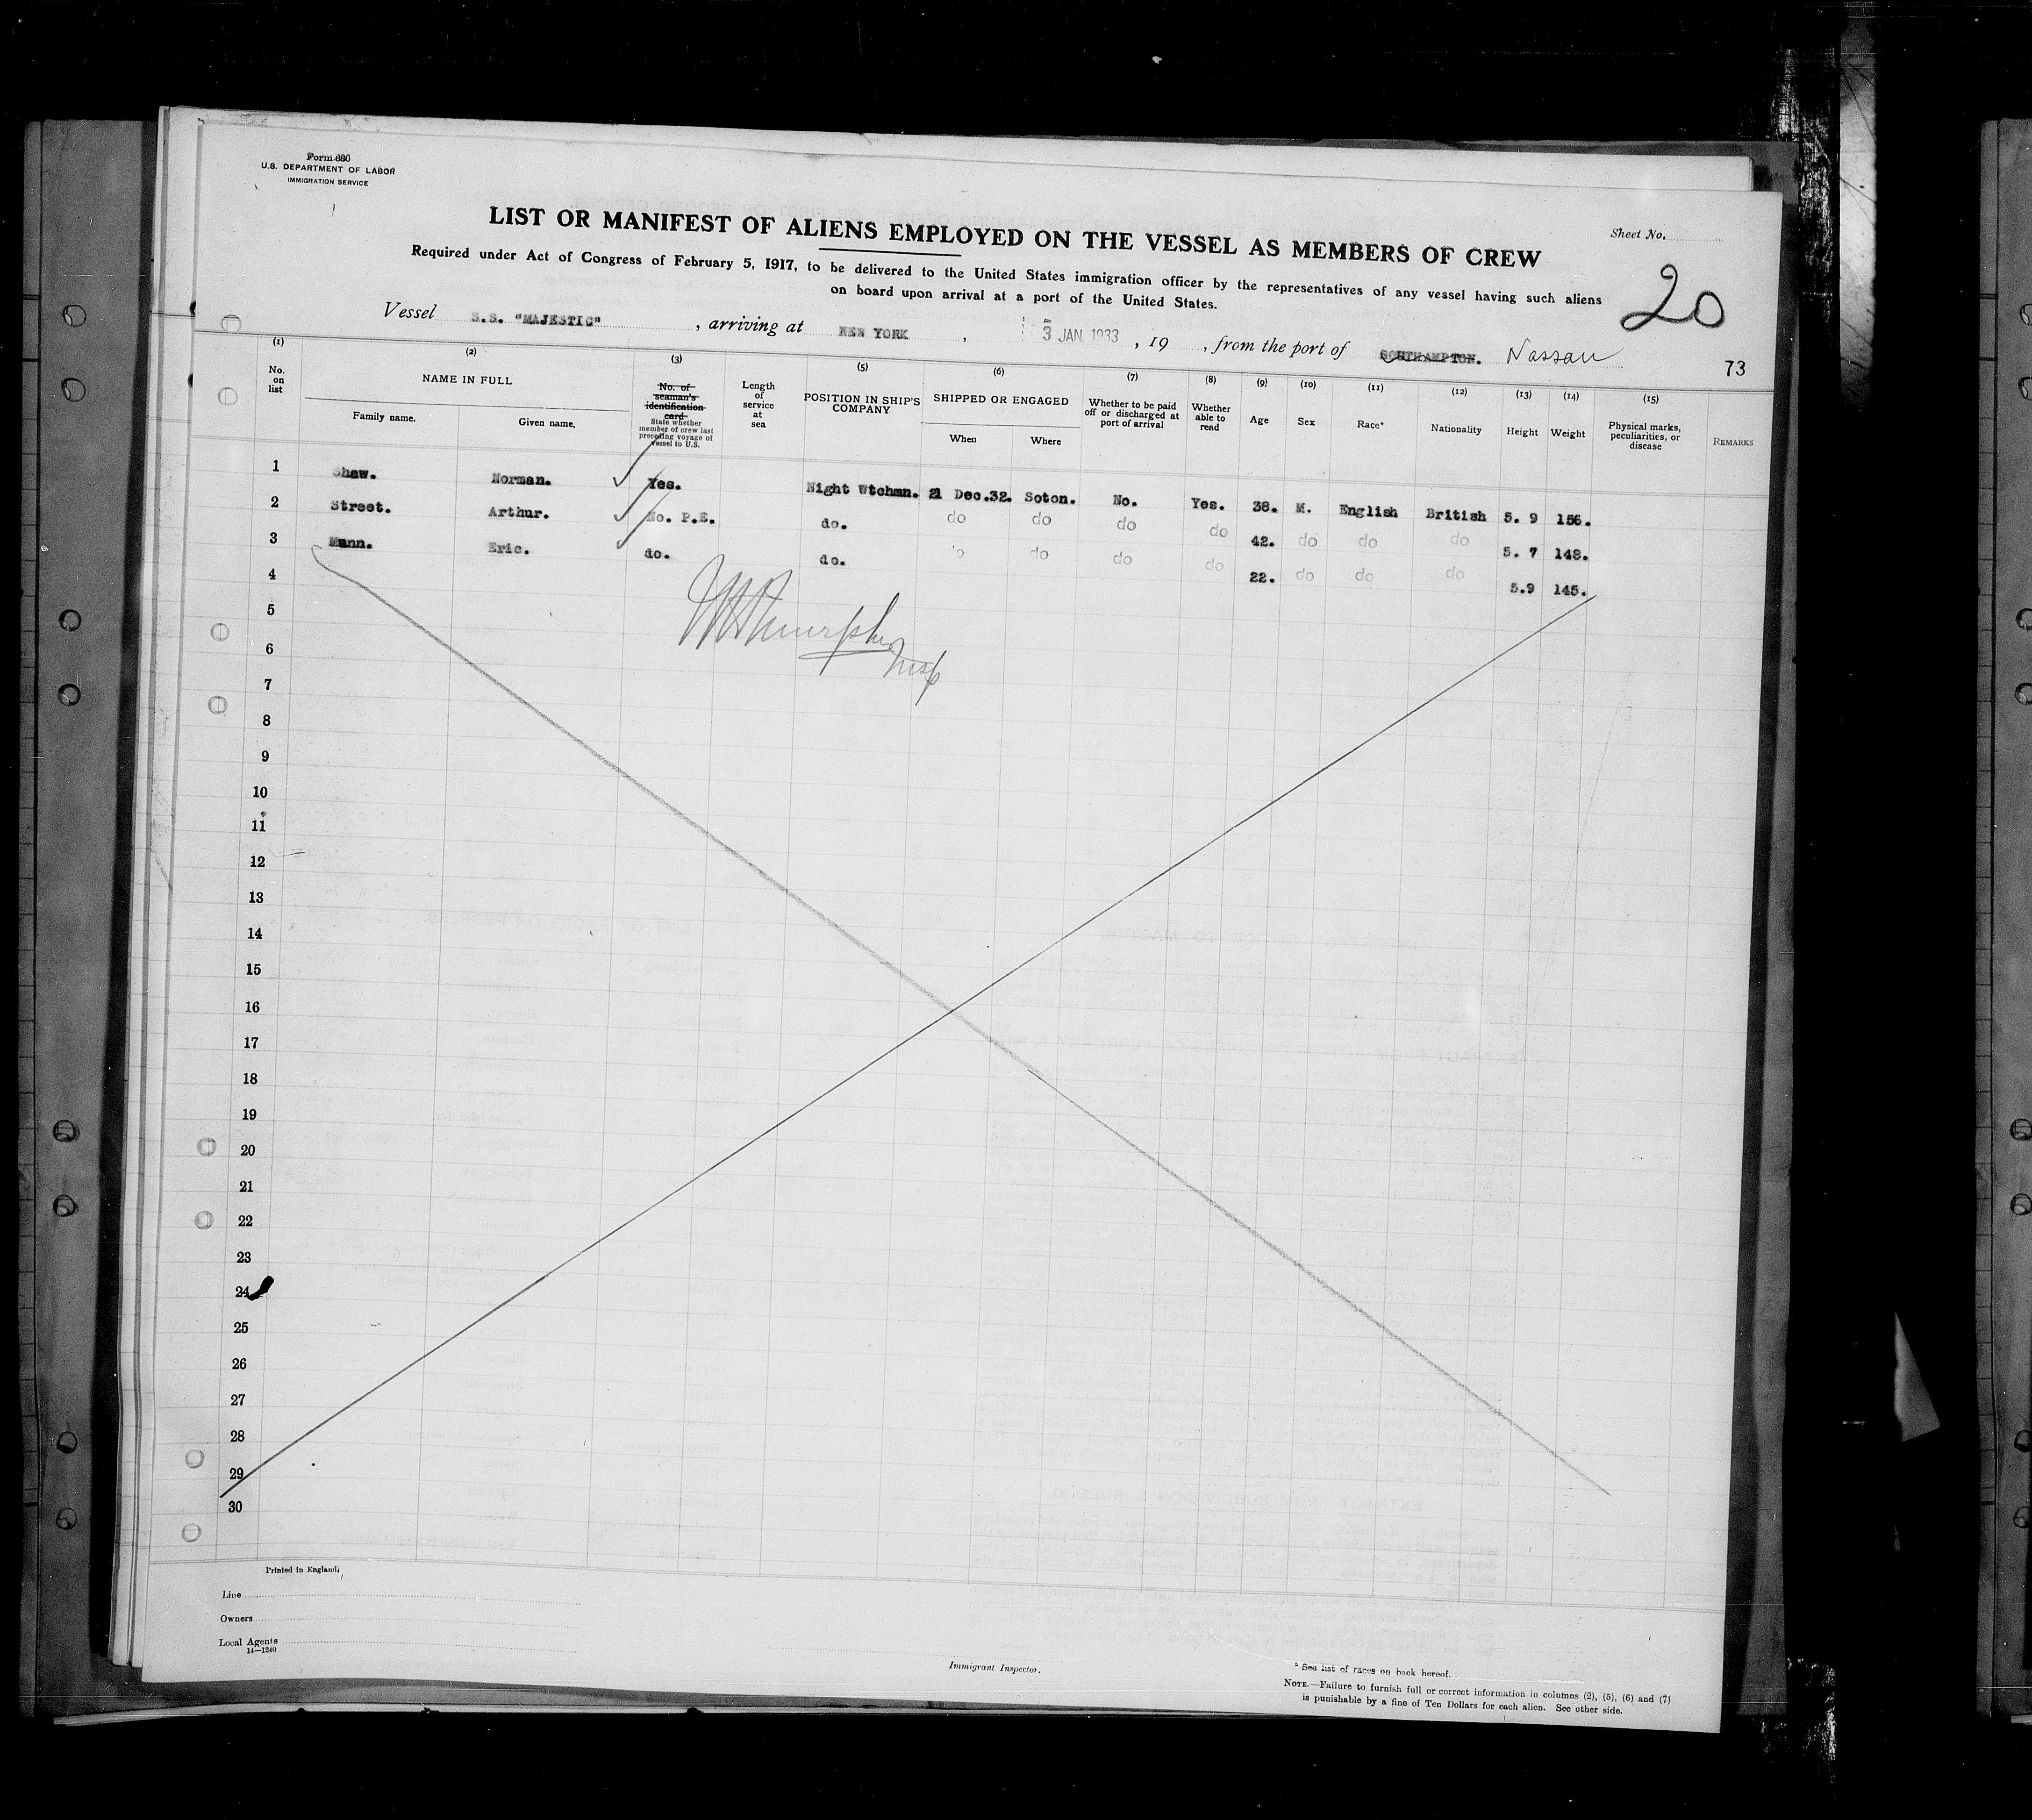 Form 680
U.S. DEPARTMENT OF LABOR
IMMIGRATION SERVICE
LIST OR MANIFEST OF ALIENS EMPLOYED ON THE VESSEL AS MEMBERS OF CREW
Sheet No.
Required under Act of Congress of February 5, 1917, to be delivered to the United States immigration officer by the representatives of any vessel having such aliens
on board upon arrival at a port of the United States.
20
Vessel S.S. "MAJESTIC", arriving at NEW YORK, 3 JAN. 1933, 19 , from the port of SOUTHAMPTON. Nassau
73
(1) (2) (3) (5) (6) (7) (8) (9) (10) (11) (12) (13) (14) (15)
No. on list
NAME IN FULL
Family name. Given name.
No. of seaman's identification card
State whether member of crew last preceding voyage of vessel to U.S.
Length of service at sea
POSITION IN SHIP'S COMPANY
SHIPPED OR ENGAGED
When Where
Whether to be paid off or discharged at port of arrival
Whether able to read
Age
Sex
Race*
Nationality
Height
Weight
Physical marks, peculiarities, or disease
REMARKS
1 Shaw. Norman. Yes. Night Wtchmn. 21 Dec.32. Soton. No. Yes. 38. M. English British 5. 9 156.
2 Street. Arthur. No. P.E. do. do do do do 42. do do do 5. 7 148.
3 Mann. Eric. do. do. do do do do 22. do do do 5.9 145.
4
5
6
7
8
9
10
11
12
13
14
15
16
17
18
19
20
21
22
23
24
25
26
27
28
29
30
Murphy
Insp
Printed in England.
Line
Owners
Local Agents
14—1240
Immigrant Inspector.
* See list of races on back hereof.
NOTE.—Failure to furnish full or correct information in columns (2), (5), (6) and (7)
is punishable by a fine of Ten Dollars for each alien. See other side.